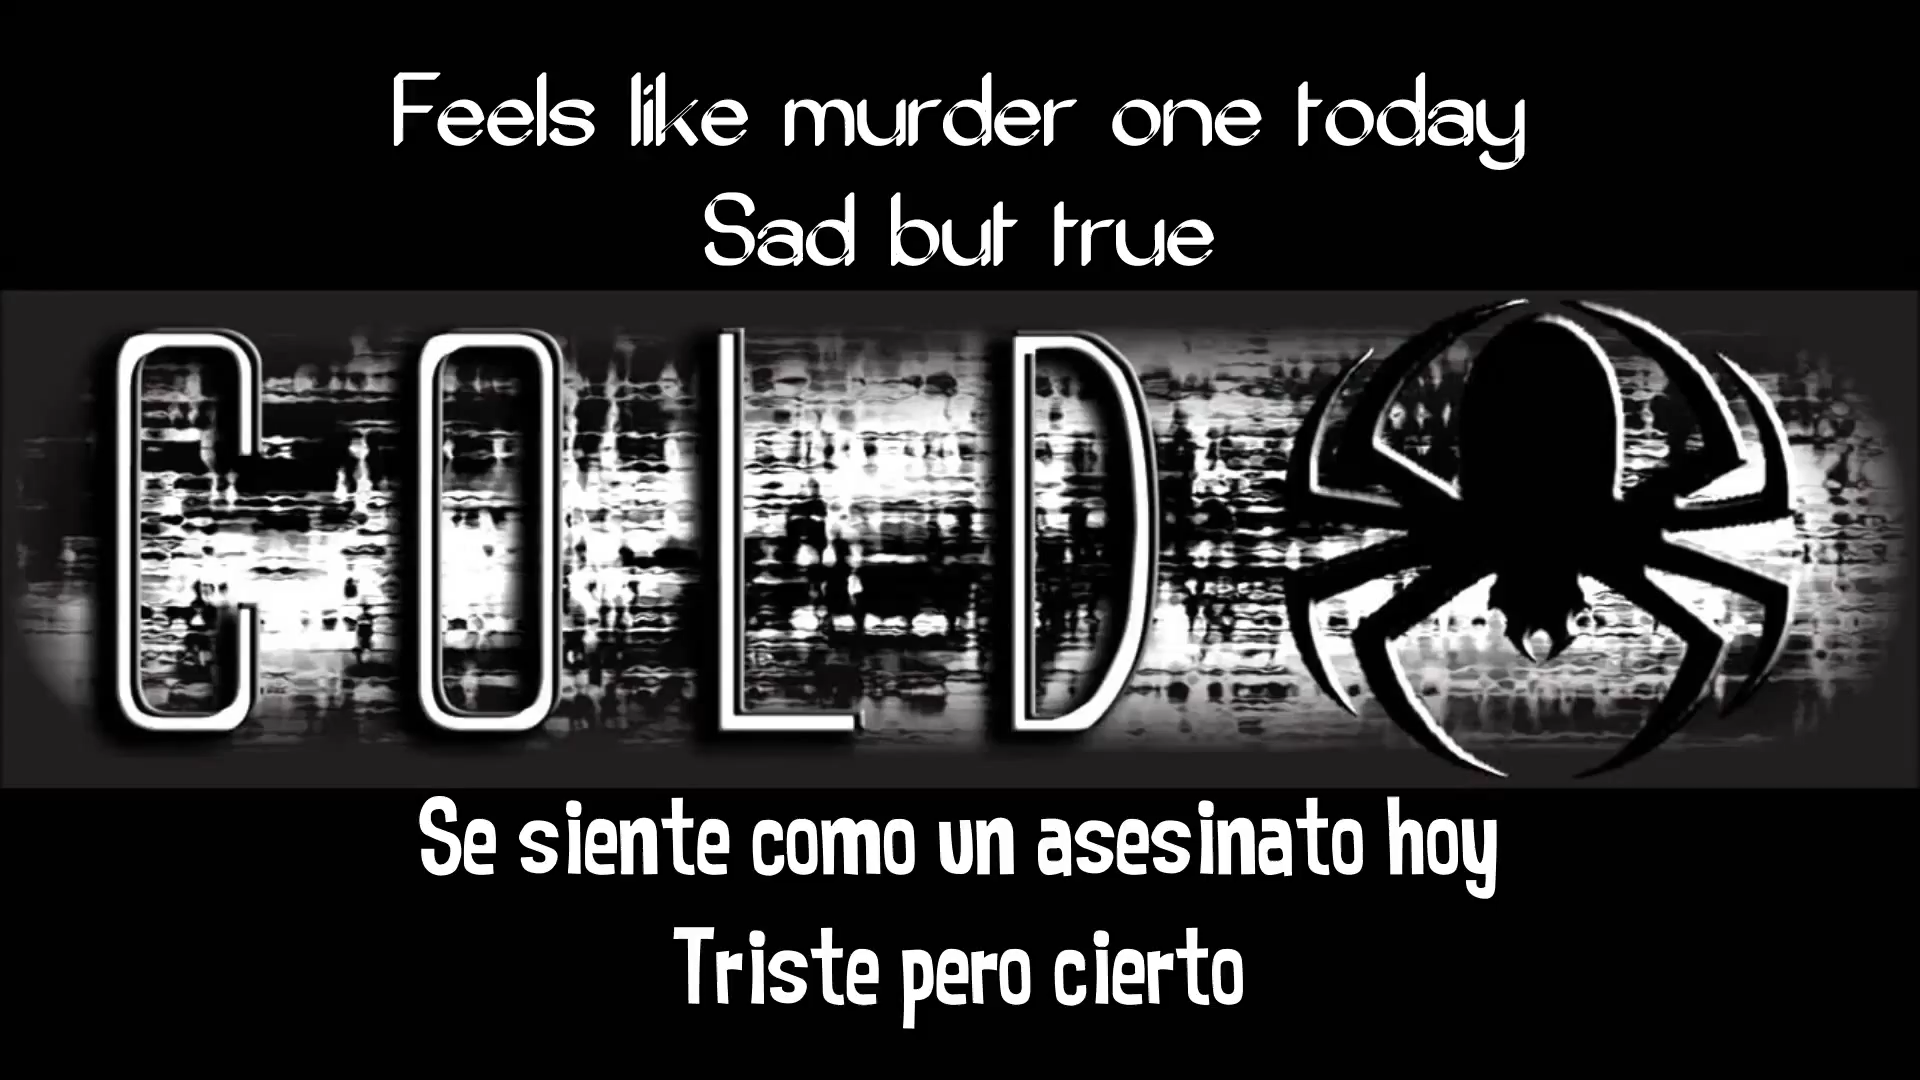 Feels like murder one today
Sad but true
COLD
Se siente como un asesinato hoy
Triste pero cierto